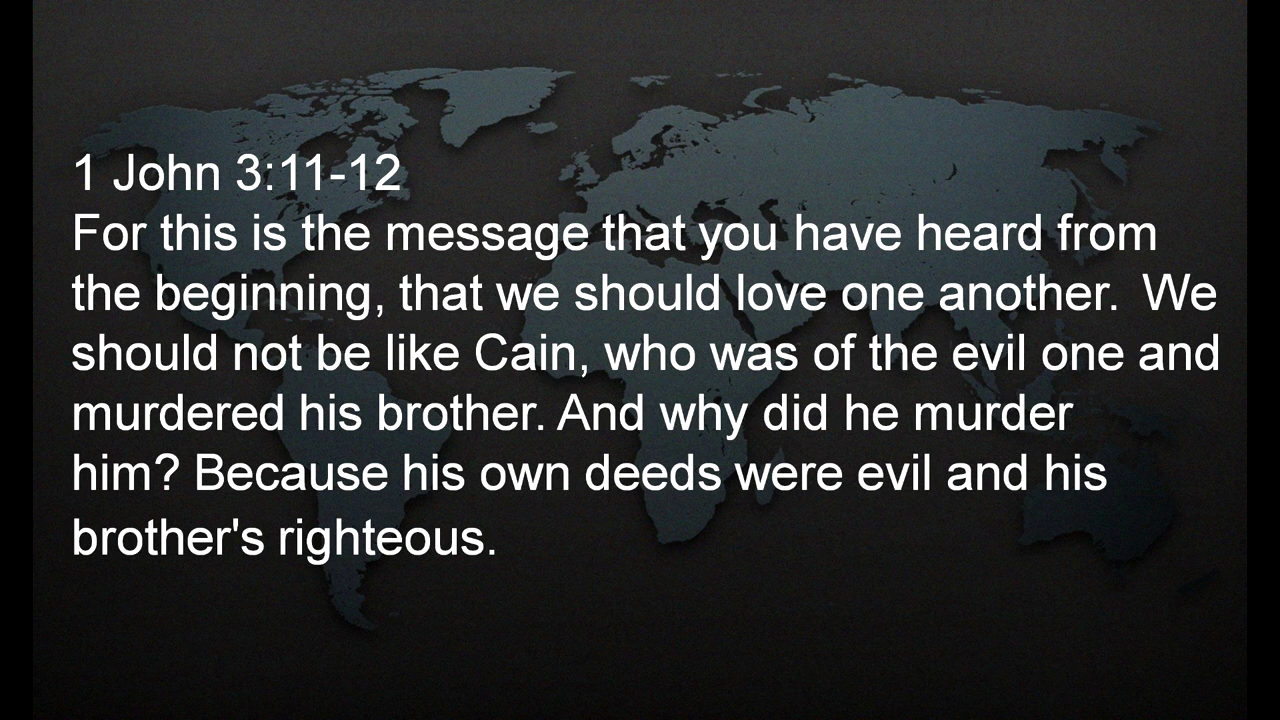 1 John 3:11-12
For this is the message that you have heard from
the beginning, that we should love one another.  We
should not be like Cain, who was of the evil one and
murdered his brother. And why did he murder
him? Because his own deeds were evil and his
brother's righteous.